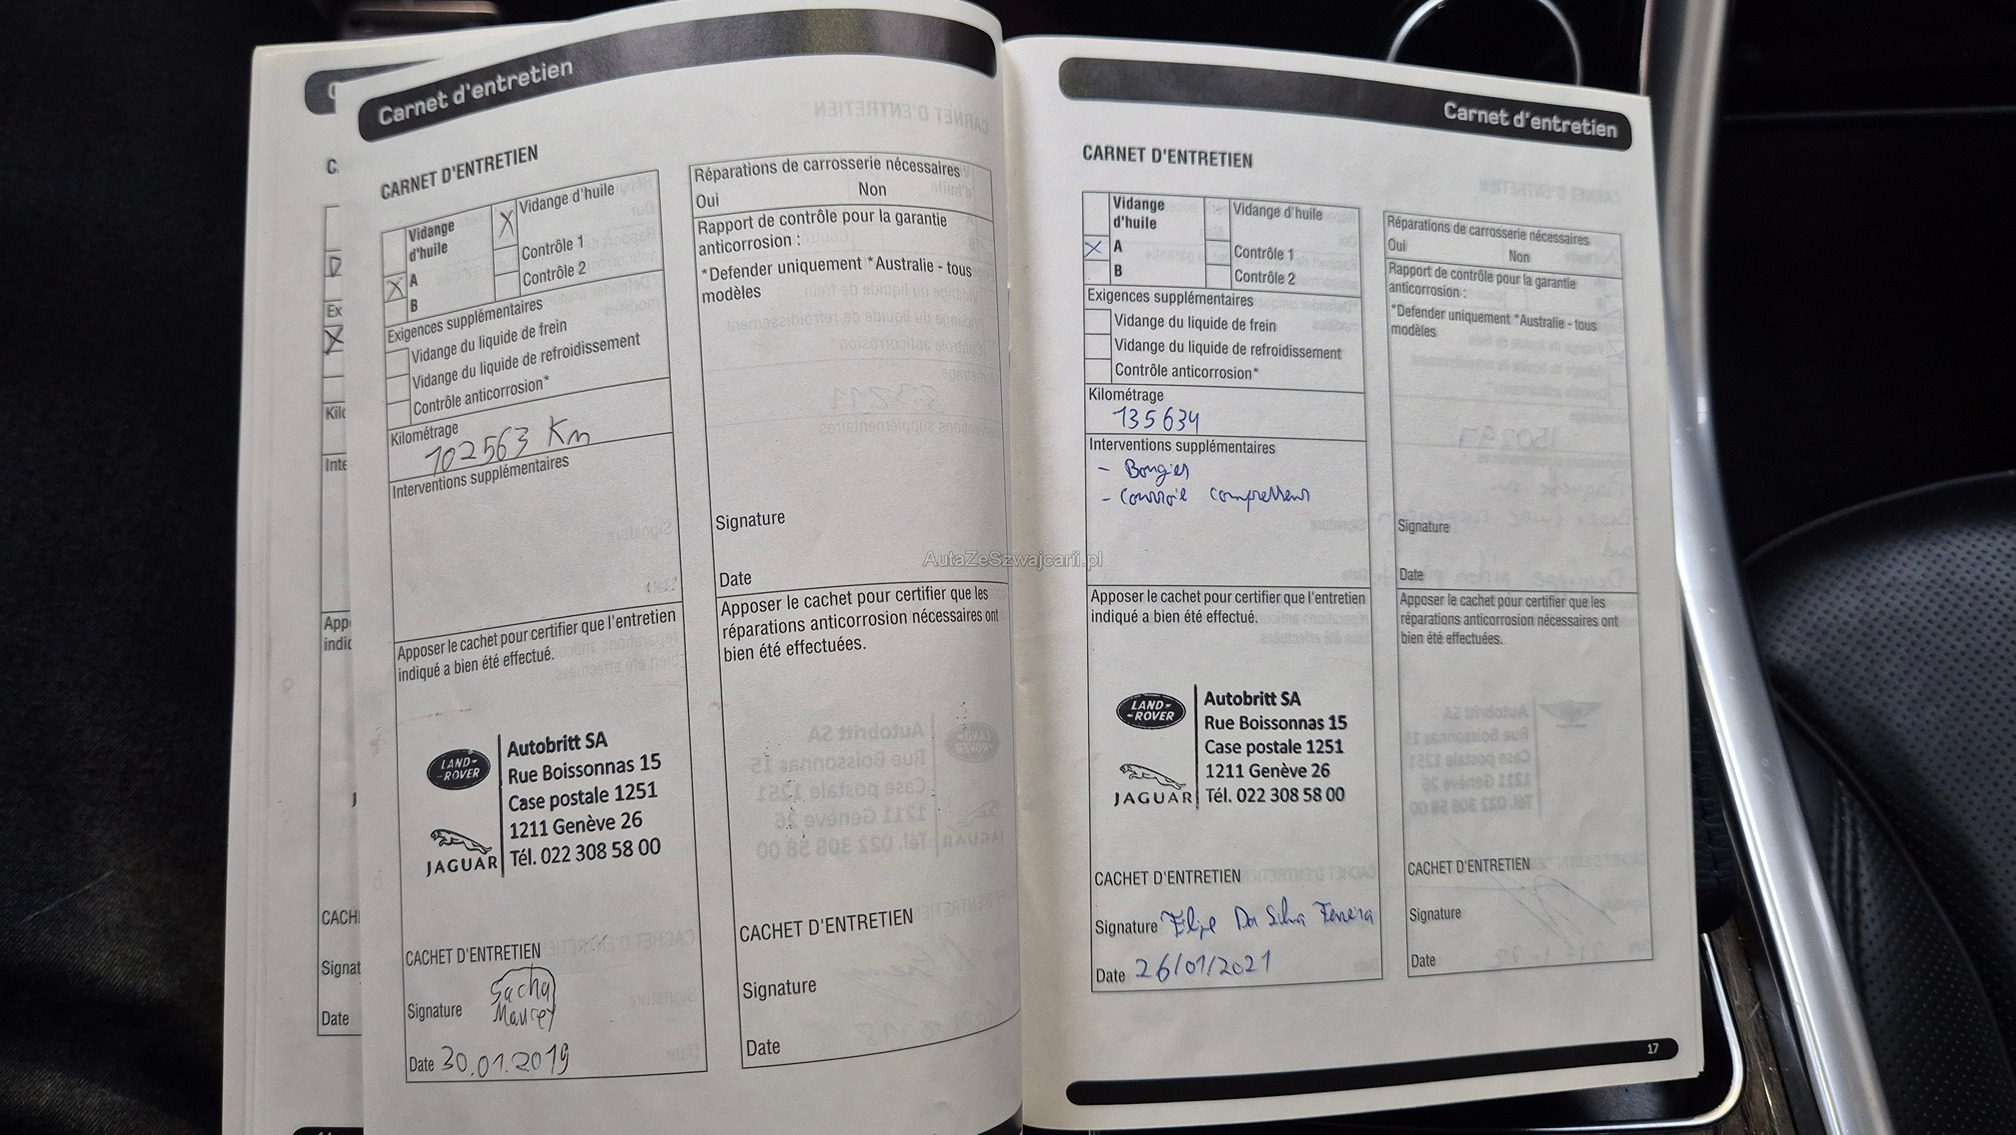 Carnet d'entretien
CARNET D'ENTRETIEN
Vidange d'huile
Vidange d'huile
A
B
Contrôle 1
Contrôle 2
Exigences supplémentaires
Vidange du liquide de frein
Vidange du liquide de refroidissement
Contrôle anticorrosion*
Kilométrage
102563 Km
Interventions supplémentaires
Apposer le cachet pour certifier que l'entretien
indiqué a bien été effectué.
LAND-
-ROVER
JAGUAR
Autobritt SA
Rue Boissonnas 15
Case postale 1251
1211 Genève 26
Tél. 022 308 58 00
CACHET D'ENTRETIEN
Signature Sacha
Maurey
Date 30.01.2019
Réparations de carrosserie nécessaires
Oui Non
Rapport de contrôle pour la garantie
anticorrosion :
*Defender uniquement *Australie - tous
modèles
Signature
Date
Apposer le cachet pour certifier que les
réparations anticorrosion nécessaires ont
bien été effectuées.
CACHET D'ENTRETIEN
Signature
Date
AutaZeSzwajcarii.pl
Carnet d'entretien
CARNET D'ENTRETIEN
Vidange d'huile
Vidange d'huile
A
B
Contrôle 1
Contrôle 2
Exigences supplémentaires
Vidange du liquide de frein
Vidange du liquide de refroidissement
Contrôle anticorrosion*
Kilométrage
135634
Interventions supplémentaires
- Bougies
- Courroie compresseur
Apposer le cachet pour certifier que l'entretien
indiqué a bien été effectué.
LAND-
-ROVER
JAGUAR
Autobritt SA
Rue Boissonnas 15
Case postale 1251
1211 Genève 26
Tél. 022 308 58 00
CACHET D'ENTRETIEN
Signature Felipe Da Silva Ferreira
Date 26/01/2021
Réparations de carrosserie nécessaires
Oui Non
Rapport de contrôle pour la garantie
anticorrosion :
*Defender uniquement *Australie - tous
modèles
Signature
Date
Apposer le cachet pour certifier que les
réparations anticorrosion nécessaires ont
bien été effectuées.
CACHET D'ENTRETIEN
Signature
Date
17